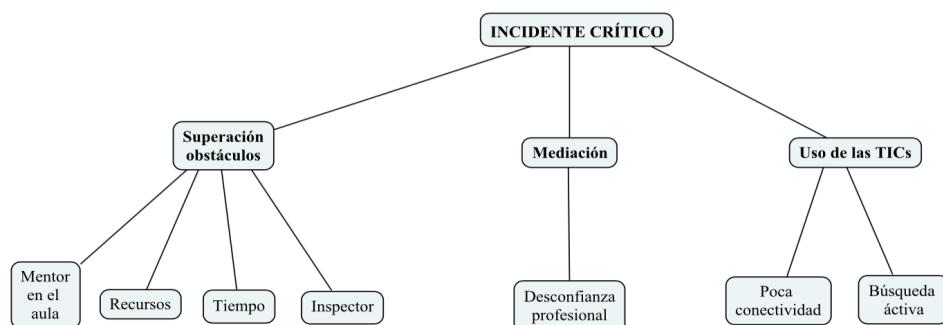 INCIDENTE CRÍTICO
Superación
obstáculos
Mediación
Uso de las TICs
Mentor
en el
aula
Recursos
Tiempo
Inspector
Desconfianza
profesional
Poca
conectividad
Búsqueda
áctiva